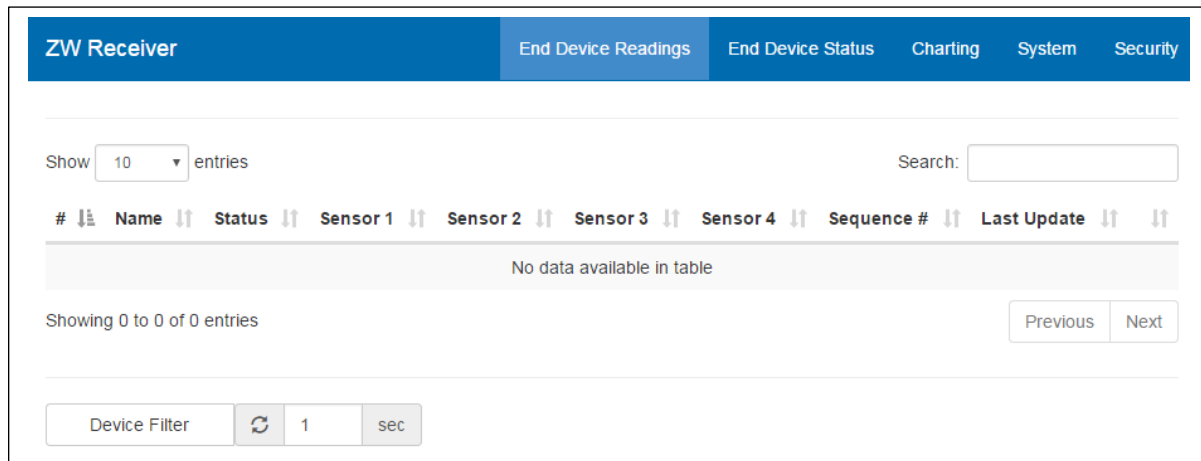 ZW Receiver End Device Readings End Device Status Charting System Security
Show 10 entries Search:
# Name Status Sensor 1 Sensor 2 Sensor 3 Sensor 4 Sequence # Last Update
No data available in table
Showing 0 to 0 of 0 entries Previous Next
Device Filter 1 sec